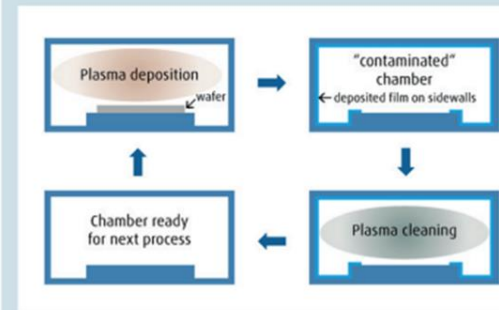 Plasma deposition
wafer
"contaminated"
chamber
deposited film on sidewalls
Chamber ready
for next process
Plasma cleaning